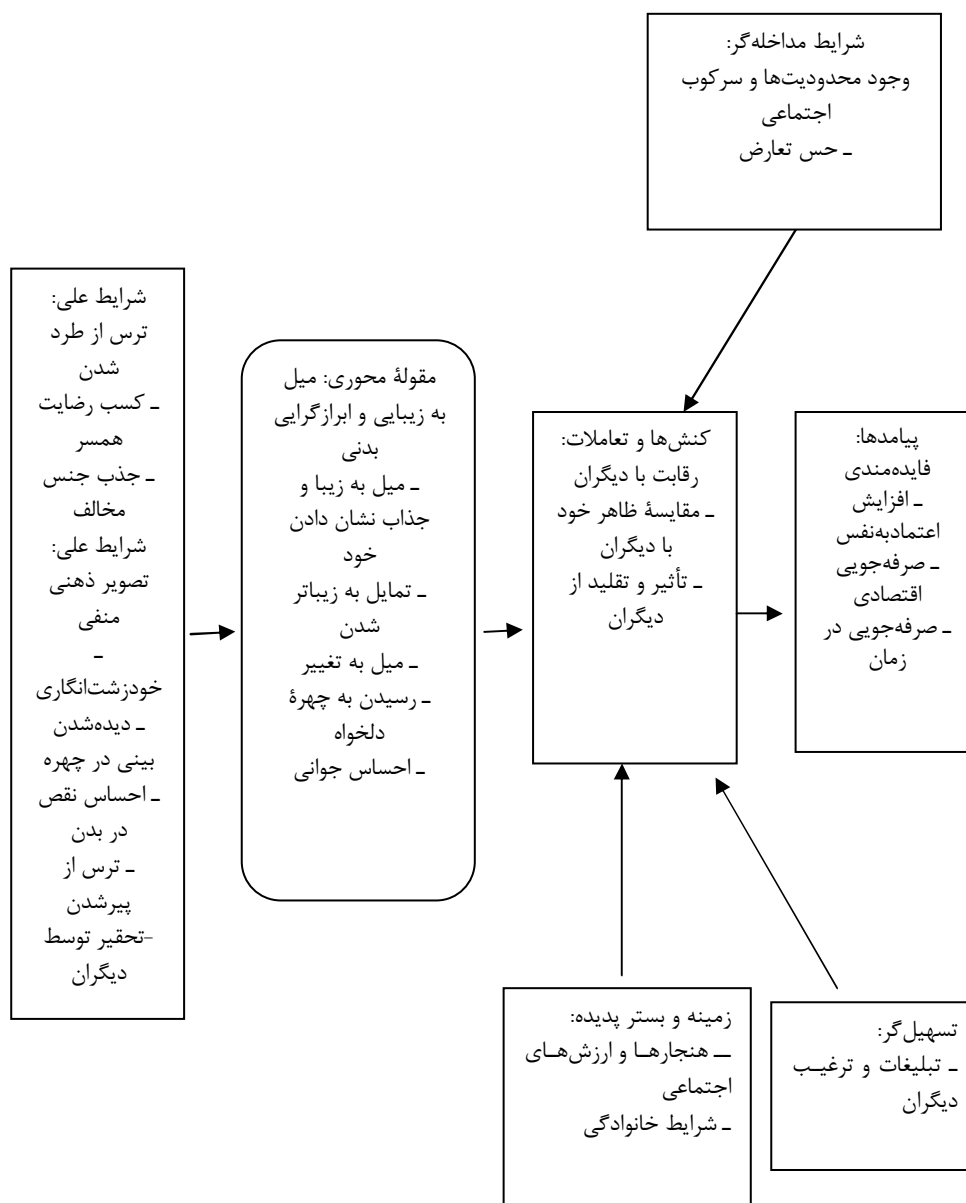 شرایط مداخله‌گر:
وجود محدودیت‌ها و سرکوب
اجتماعی
ـ حس تعارض
شرایط علی:
ترس از طرد
شدن
ـ کسب رضایت
همسر
ـ جذب جنس
مخالف
شرایط علی:
تصویر ذهنی
منفی
ـ
خودزشت‌انگاری
ـ دیده‌شدن
بینی در چهره
ـ احساس نقص
در بدن
ـ ترس از
پیرشدن
-تحقیر توسط
دیگران
مقولۀ محوری: میل
به زیبایی و ابرازگرایی
بدنی
ـ میل به زیبا و
جذاب نشان دادن
خود
ـ تمایل به زیباتر
شدن
ـ میل به تغییر
ـ رسیدن به چهرۀ
دلخواه
ـ احساس جوانی
کنش‌ها و تعاملات:
رقابت با دیگران
ـ مقایسۀ ظاهر خود
با دیگران
ـ تأثیر و تقلید از
دیگران
پیامدها:
فایده‌مندی
ـ افزایش
اعتمادبه‌نفس
ـ صرفه‌جویی
اقتصادی
ـ صرفه‌جویی در
زمان
زمینه و بستر پدیده:
ــ هنجارهـا و ارزش‌هـای
اجتماعی
ـ شرایط خانوادگی
تسهیل‌گر:
ـ تبلیغات و ترغیـب
دیگران